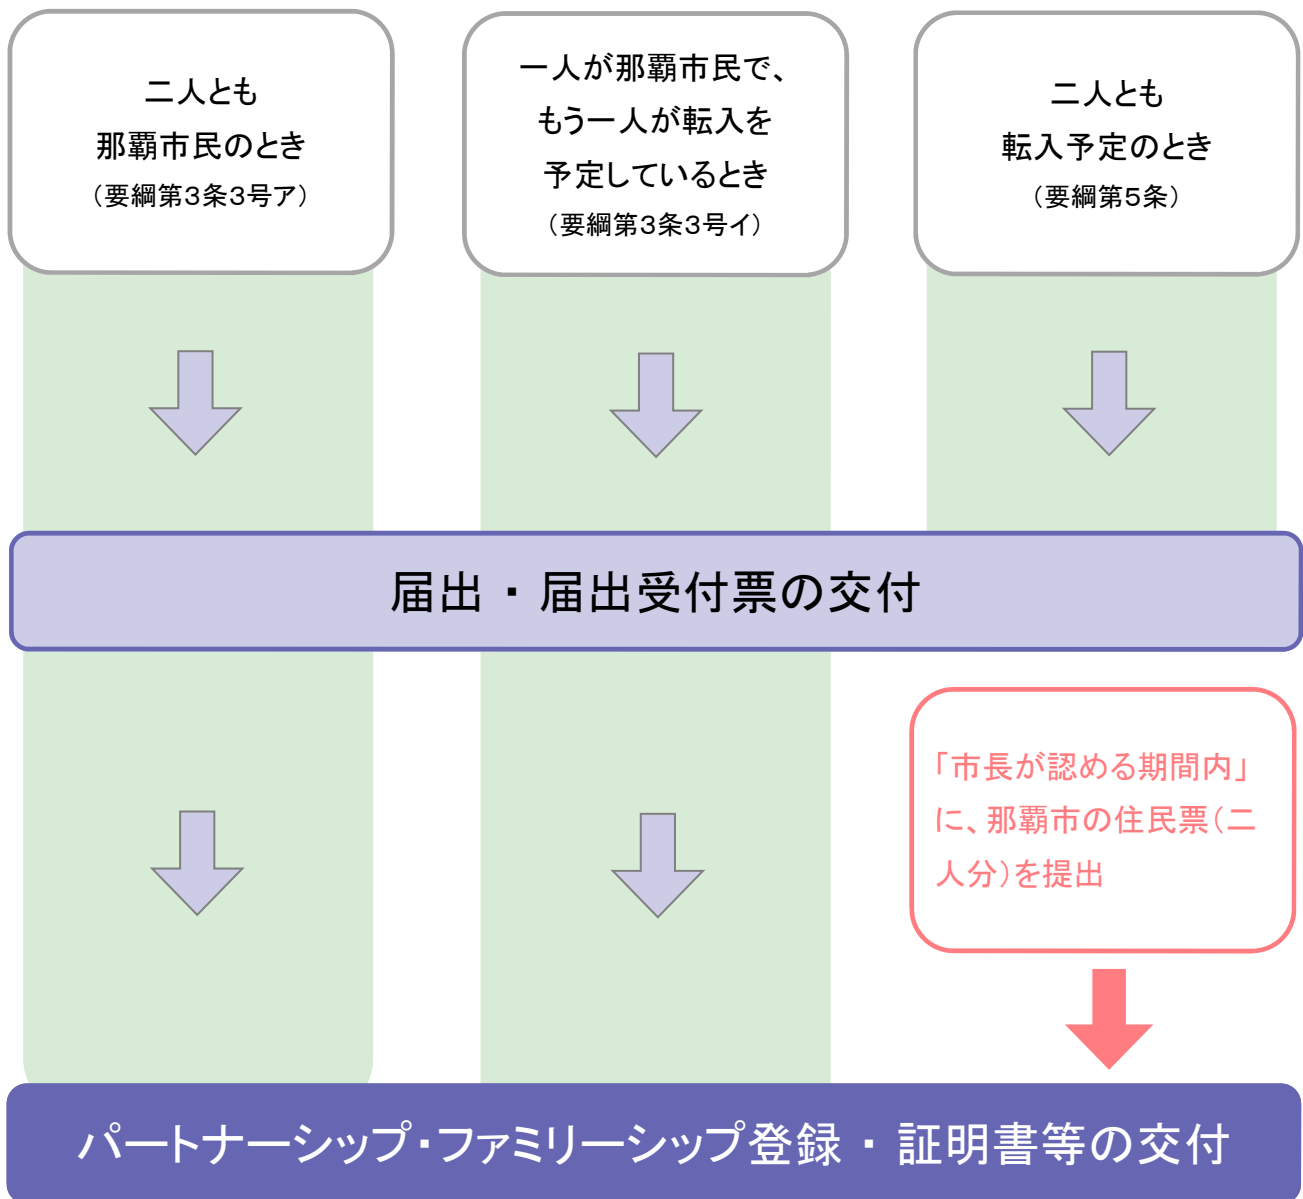 二人とも
那覇市民のとき
（要綱第３条３号ア）
一人が那覇市民で、
もう一人が転入を
予定しているとき
（要綱第３条３号イ）
二人とも
転入予定のとき
（要綱第５条）
届出・届出受付票の交付
「市長が認める期間内」
に、那覇市の住民票（二
人分）を提出
パートナーシップ・ファミリーシップ登録・証明書等の交付